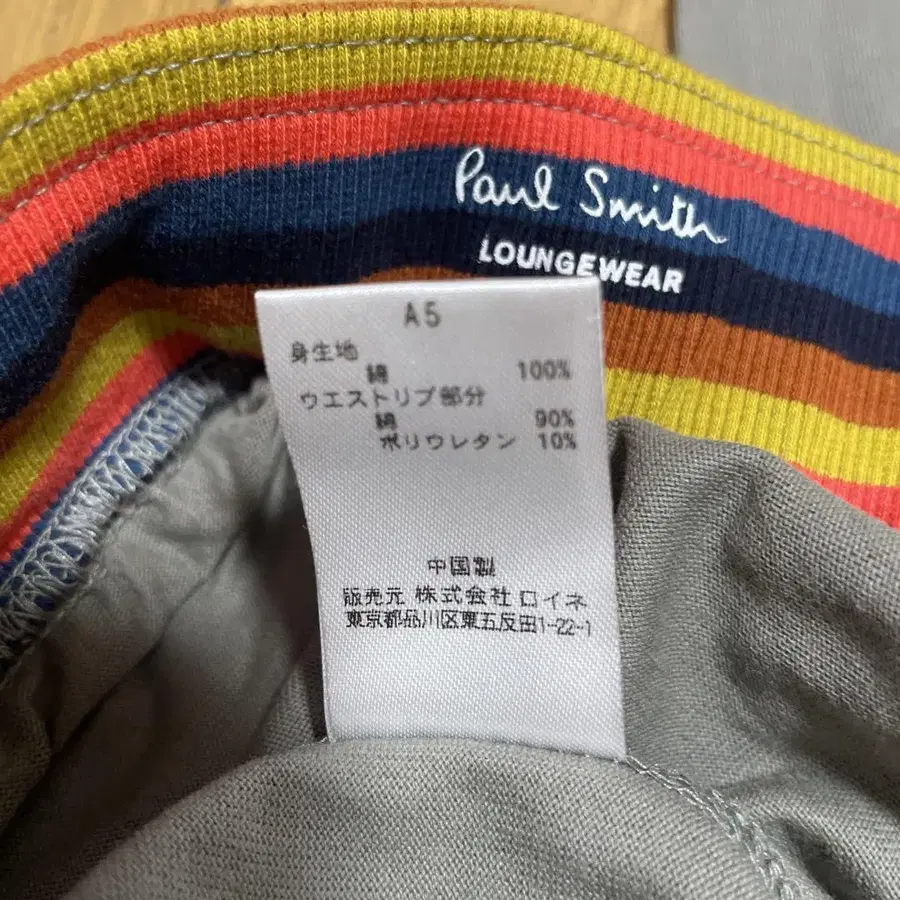 Paul Smith
LOUNGEWEAR
A5
身生地
綿 100%
ウエストリブ部分
綿 90%
ポリウレタン 10%
中国製
販売元 株式会社ロイネ
東京都品川区東五反田1-22-1